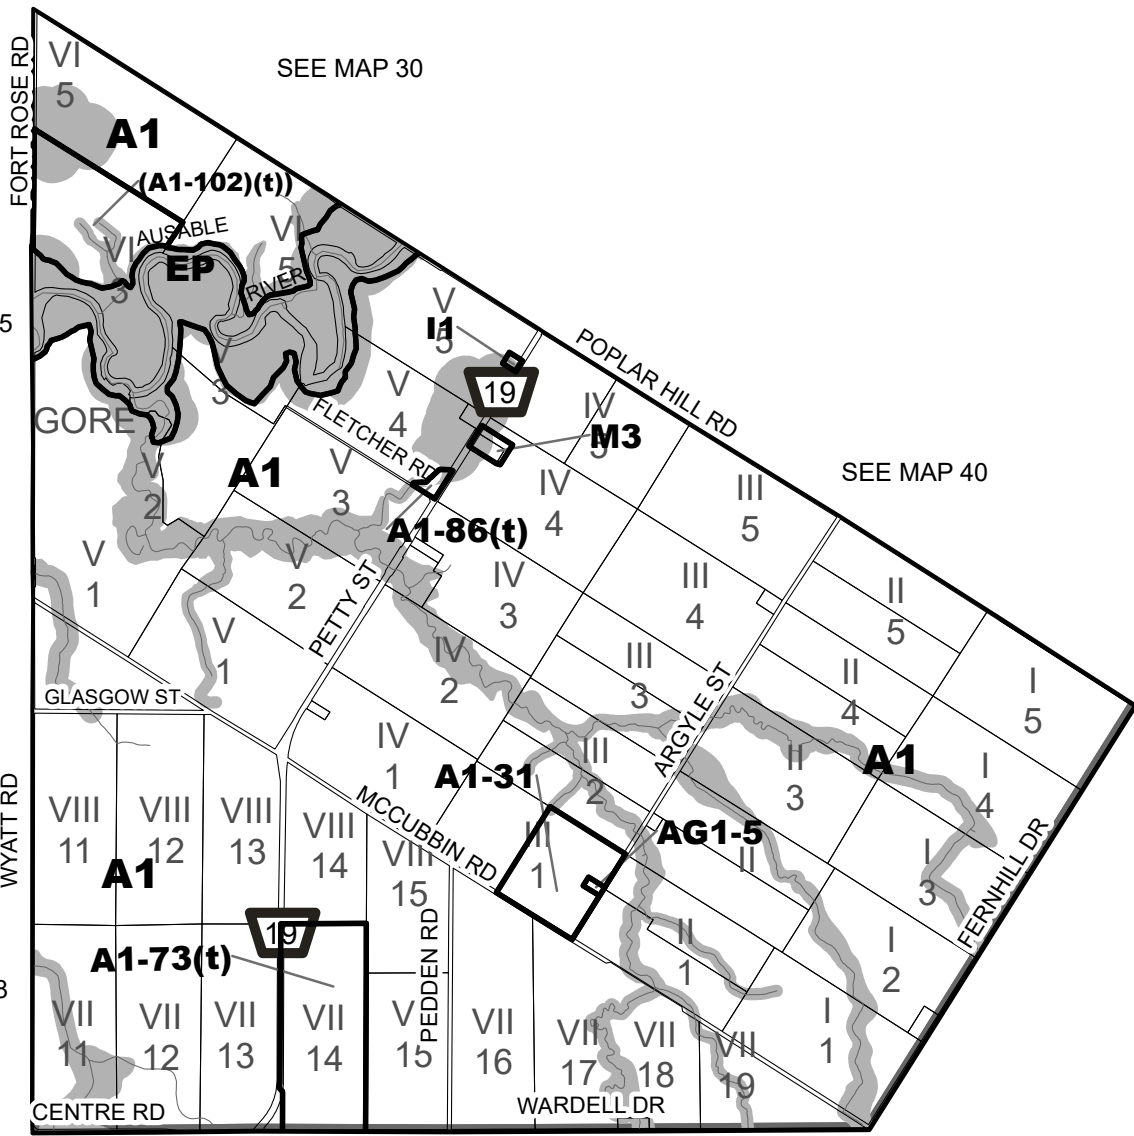 SEE MAP 30
FORT ROSE RD
VI
5
A1
(A1-102)(t))
AUSABLE
VI
3
EP
VI
5
RIVER
V
5
I1
5
19
POPLAR HILL RD
V
3
V
4
IV
5
M3
GORE
FLETCHER RD
SEE MAP 40
A1
V
3
V
2
IV
4
III
5
A1-86(t)
V
1
V
2
PETTY ST
IV
3
III
4
II
5
V
1
IV
2
III
3
II
4
I
5
GLASGOW ST
ARGYLE ST
IV
1
A1-31
III
2
II
3
A1
I
4
WYATT RD
VIII
11
VIII
12
VIII
13
VIII
14
VIII
15
MCCUBBIN RD
A1
III
1
AG1-5
II
I
3
FERNHILL DR
19
A1-73(t)
PEDDEN RD
II
1
I
2
VII
11
VII
12
VII
13
VII
14
V
15
VII
16
VII
17
VII
18
VII
19
I
1
CENTRE RD
WARDELL DR